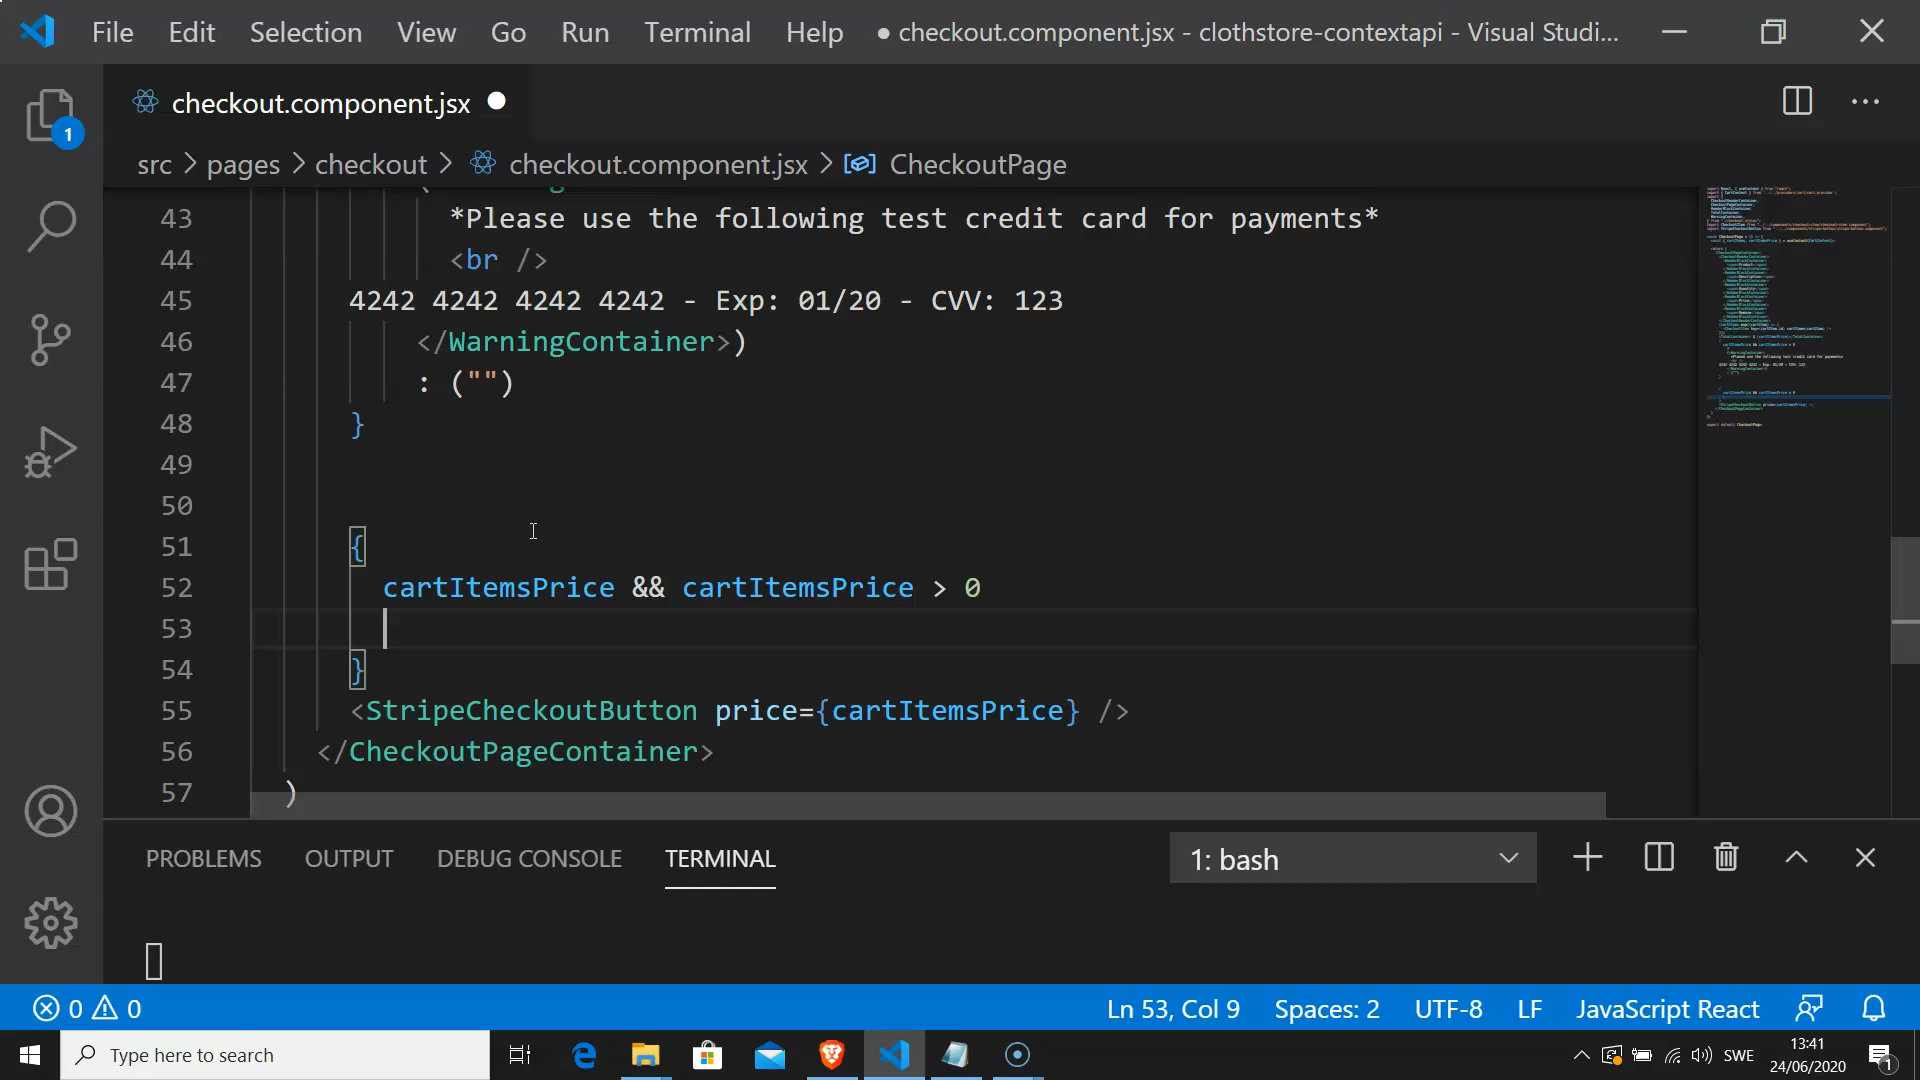 File Edit Selection View Go Run Terminal Help ● checkout.component.jsx - clothstore-contextapi - Visual Studi...
checkout.component.jsx
src > pages > checkout > checkout.component.jsx > CheckoutPage
1
43 *Please use the following test credit card for payments*
44 <br />
45 4242 4242 4242 4242 - Exp: 01/20 - CVV: 123
46 </WarningContainer>)
47 : ("")
48 }
49
50
51 {
52 cartItemsPrice && cartItemsPrice > 0
53
54 }
55 <StripeCheckoutButton price={cartItemsPrice} />
56 </CheckoutPageContainer>
57 )
PROBLEMS OUTPUT DEBUG CONSOLE TERMINAL 1: bash
0 0 Ln 53, Col 9 Spaces: 2 UTF-8 LF JavaScript React
Type here to search SWE 13:41
24/06/2020 1